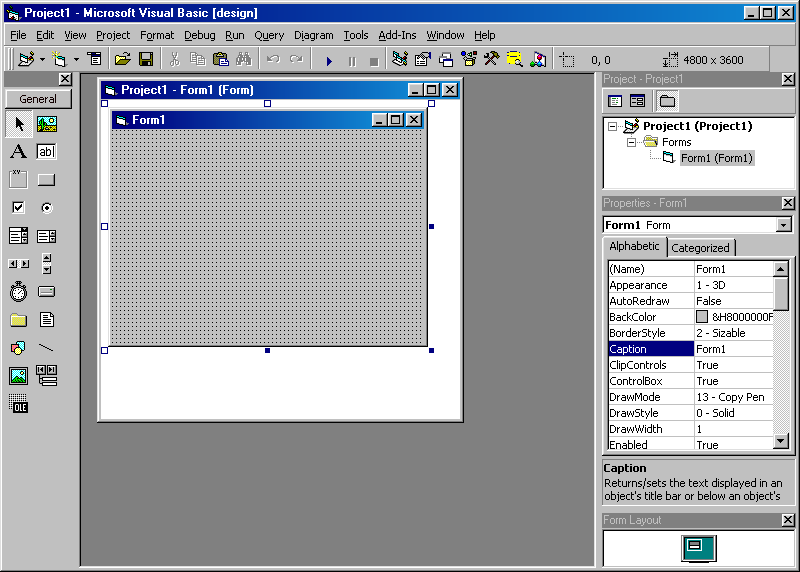 Project1 - Microsoft Visual Basic [design]
File Edit View Project Format Debug Run Query Diagram Tools Add-Ins Window Help
0, 0 4800 x 3600
General
A ab
xv
OLE
Project1 - Form1 (Form)
Form1
Project - Project1
Project1 (Project1)
Forms
Form1 (Form1)
Properties - Form1
Form1 Form
Alphabetic Categorized
(Name) Form1
Appearance 1 - 3D
AutoRedraw False
BackColor &H8000000F
BorderStyle 2 - Sizable
Caption Form1
ClipControls True
ControlBox True
DrawMode 13 - Copy Pen
DrawStyle 0 - Solid
DrawWidth 1
Enabled True
Caption
Returns/sets the text displayed in an
object's title bar or below an object's
Form Layout